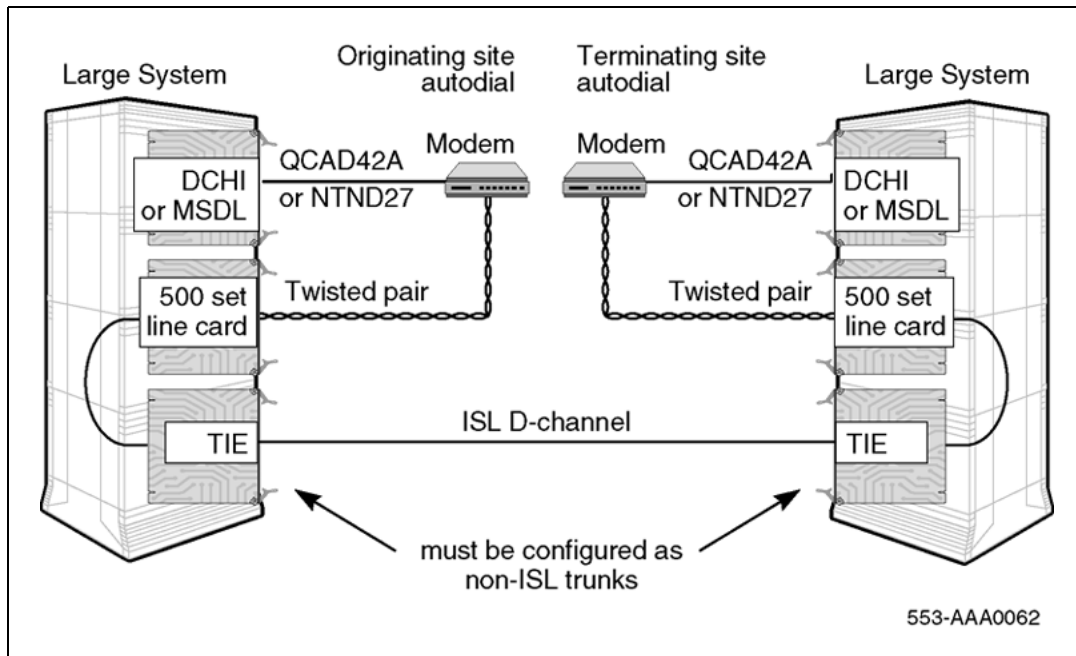 Originating site
autodial
Terminating site
autodial
Large System
Large System
Modem
Modem
QCAD42A
or NTND27
QCAD42A
or NTND27
DCHI
or MSDL
DCHI
or MSDL
Twisted pair
Twisted pair
500 set
line card
500 set
line card
ISL D-channel
TIE
TIE
must be configured as
non-ISL trunks
553-AAA0062